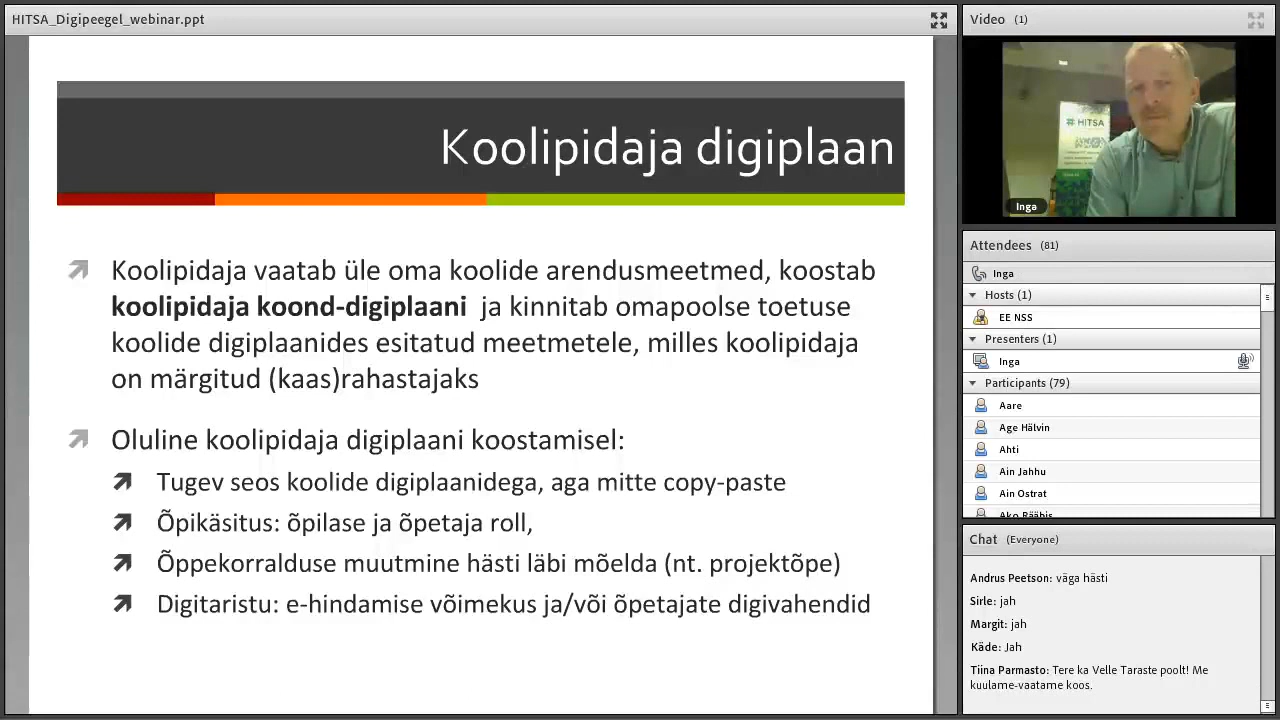 HITSA_Digipeegel_webinar.ppt
Koolipidaja digiplaan
Koolipidaja vaatab üle oma koolide arendusmeetmed, koostab
koolipidaja koond-digiplaani ja kinnitab omapoolse toetuse
koolide digiplaanides esitatud meetmetele, milles koolipidaja
on märgitud (kaas)rahastajaks
Oluline koolipidaja digiplaani koostamisel:
Tugev seos koolide digiplaanidega, aga mitte copy-paste
Õpikäsitus: õpilase ja õpetaja roll,
Õppekorralduse muutmine hästi läbi mõelda (nt. projektõpe)
Digitaristu: e-hindamise võimekus ja/või õpetajate digivahendid
Video (1)
HITSA
Inga
Attendees (81)
Inga
Hosts (1)
EE NSS
Presenters (1)
Inga
Participants (79)
Aare
Age Hälvin
Ahti
Ain Jahhu
Ain Ostrat
Ako Rääbis
Chat (Everyone)
Andrus Peetson: väga hästi
Sirle: jah
Margit: jah
Käde: Jah
Tiina Parmasto: Tere ka Velle Taraste poolt! Me
kuulame-vaatame koos.